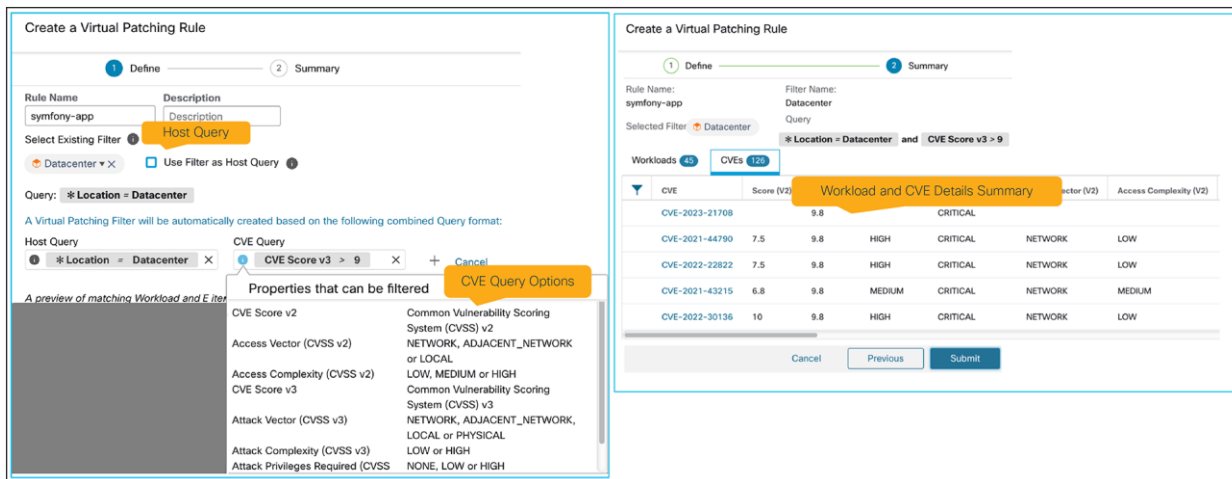 Create a Virtual Patching Rule
1 Define 2 Summary
Rule Name Description
symfony-app Description
Host Query
Select Existing Filter
Datacenter Use Filter as Host Query
Query: * Location = Datacenter
A Virtual Patching Filter will be automatically created based on the following combined Query format:
Host Query CVE Query
* Location = Datacenter CVE Score v3 > 9 + Cancel
CVE Query Options
Properties that can be filtered
A preview of matching Workload and E iter
CVE Score v2 Common Vulnerability Scoring
System (CVSS) v2
Access Vector (CVSS v2) NETWORK, ADJACENT_NETWORK
or LOCAL
Access Complexity (CVSS v2) LOW, MEDIUM or HIGH
CVE Score v3 Common Vulnerability Scoring
System (CVSS) v3
Attack Vector (CVSS v3) NETWORK, ADJACENT_NETWORK,
LOCAL or PHYSICAL
Attack Complexity (CVSS v3) LOW or HIGH
Attack Privileges Required (CVSS NONE, LOW or HIGH
Create a Virtual Patching Rule
1 Define 2 Summary
Rule Name: Filter Name:
symfony-app Datacenter
Selected Filter Datacenter Query
* Location = Datacenter and CVE Score v3 > 9
Workloads 45 CVEs 126
Workload and CVE Details Summary
CVE Score (V2) ctor (V2) Access Complexity (V2)
CVE-2023-21708 9.8 CRITICAL
CVE-2021-44790 7.5 9.8 HIGH CRITICAL NETWORK LOW
CVE-2022-22822 7.5 9.8 HIGH CRITICAL NETWORK LOW
CVE-2021-43215 6.8 9.8 MEDIUM CRITICAL NETWORK MEDIUM
CVE-2022-30136 10 9.8 HIGH CRITICAL NETWORK LOW
Cancel Previous Submit